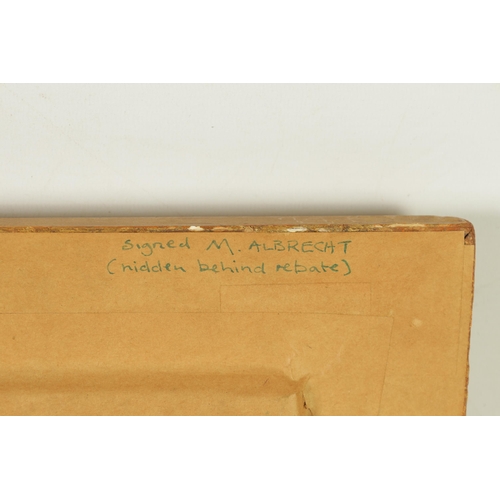 signed M. ALBRECHT
(hidden behind rebate)